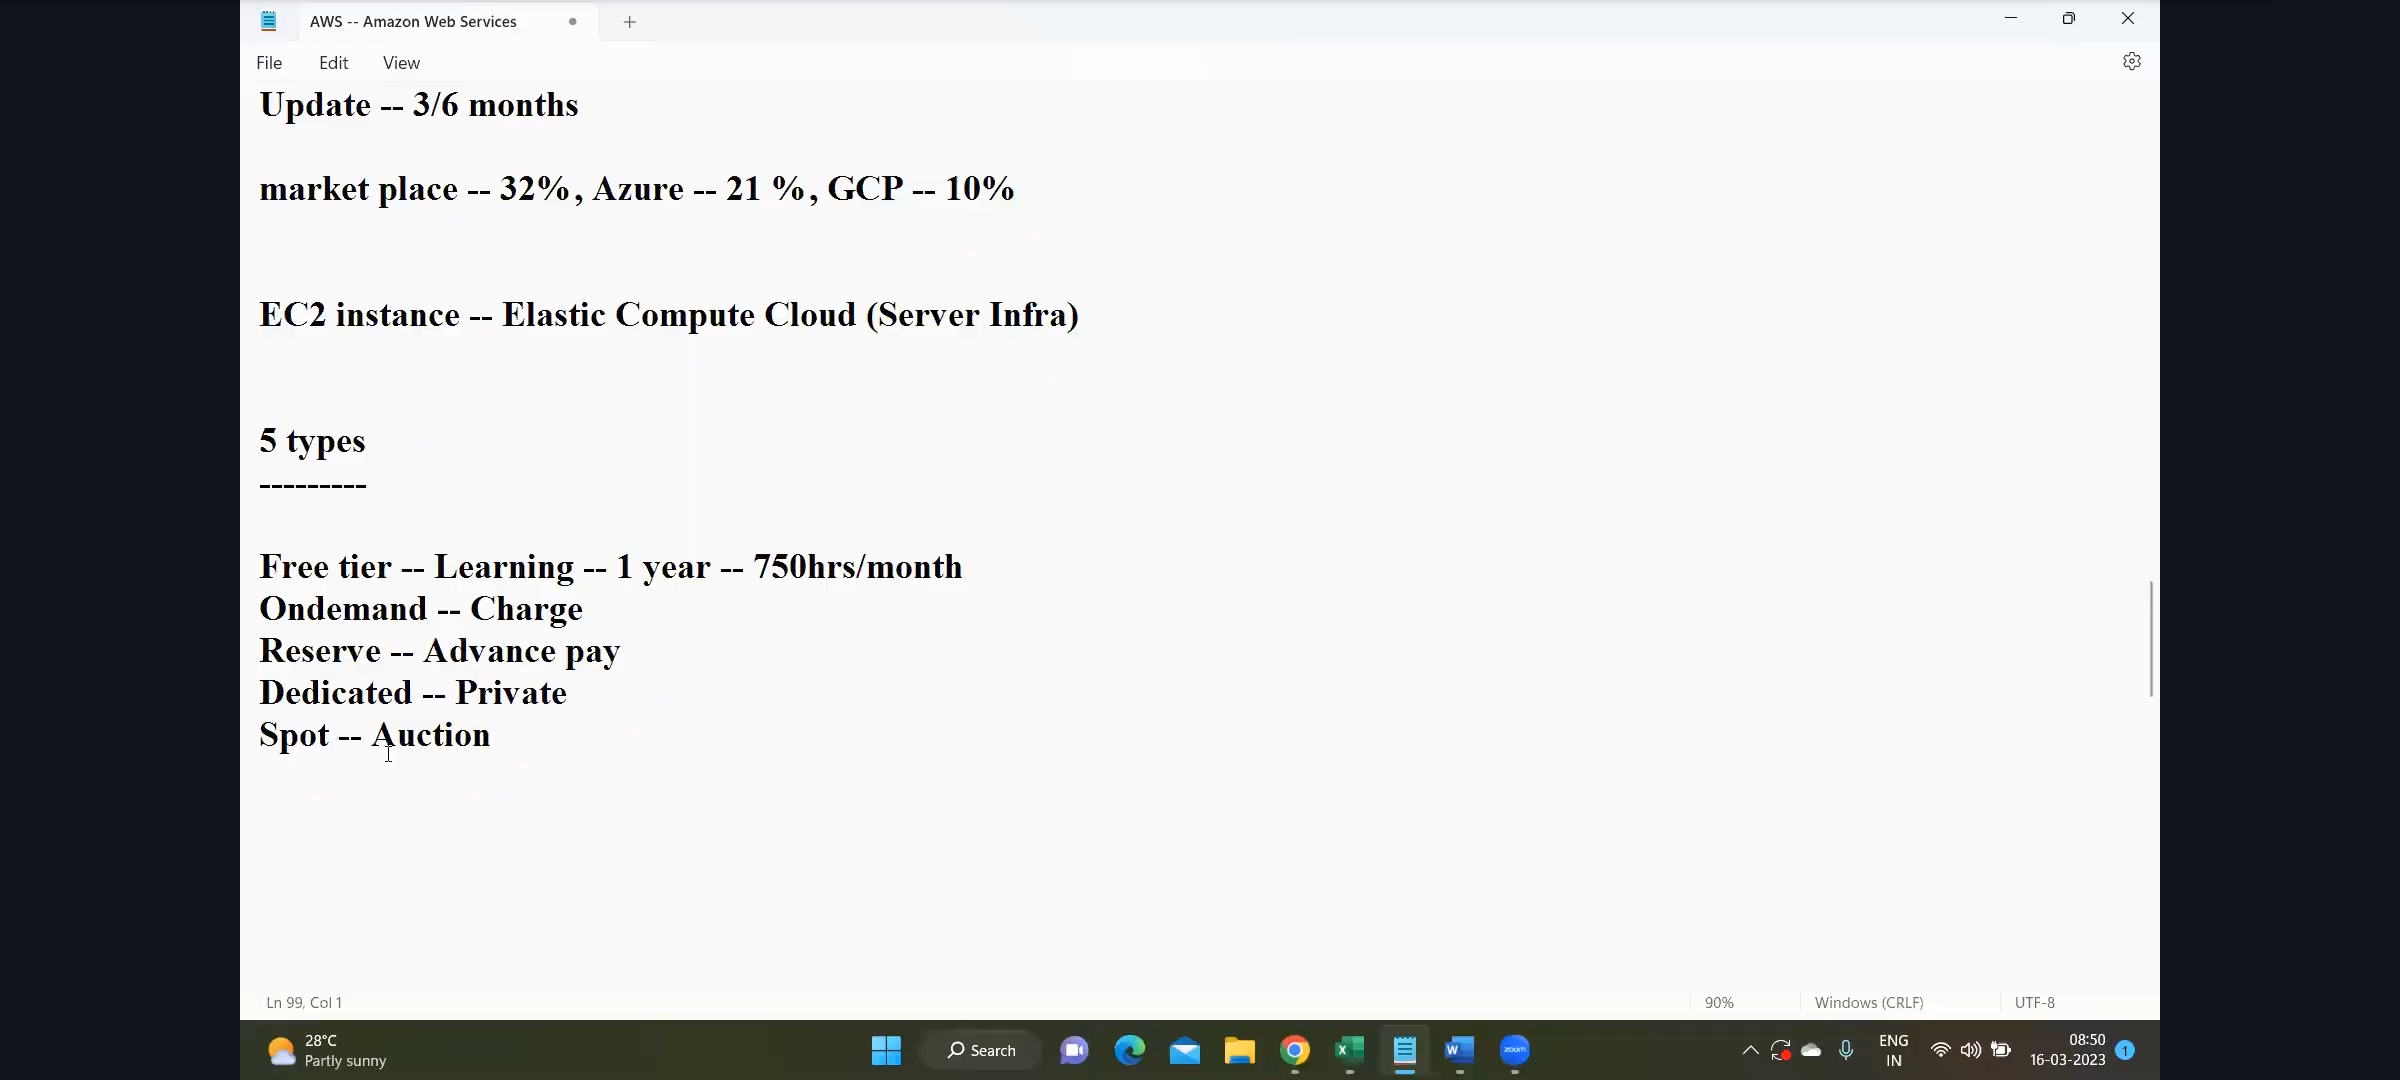 AWS -- Amazon Web Services
File Edit View
Update -- 3/6 months
market place -- 32%, Azure -- 21 %, GCP -- 10%
EC2 instance -- Elastic Compute Cloud (Server Infra)
5 types
---------
Free tier -- Learning -- 1 year -- 750hrs/month
Ondemand -- Charge
Reserve -- Advance pay
Dedicated -- Private
Spot -- Auction
Ln 99, Col 1 90% Windows (CRLF) UTF-8
28°C
Partly sunny
Search
W
zoom
ENG
IN
08:50
16-03-2023
1